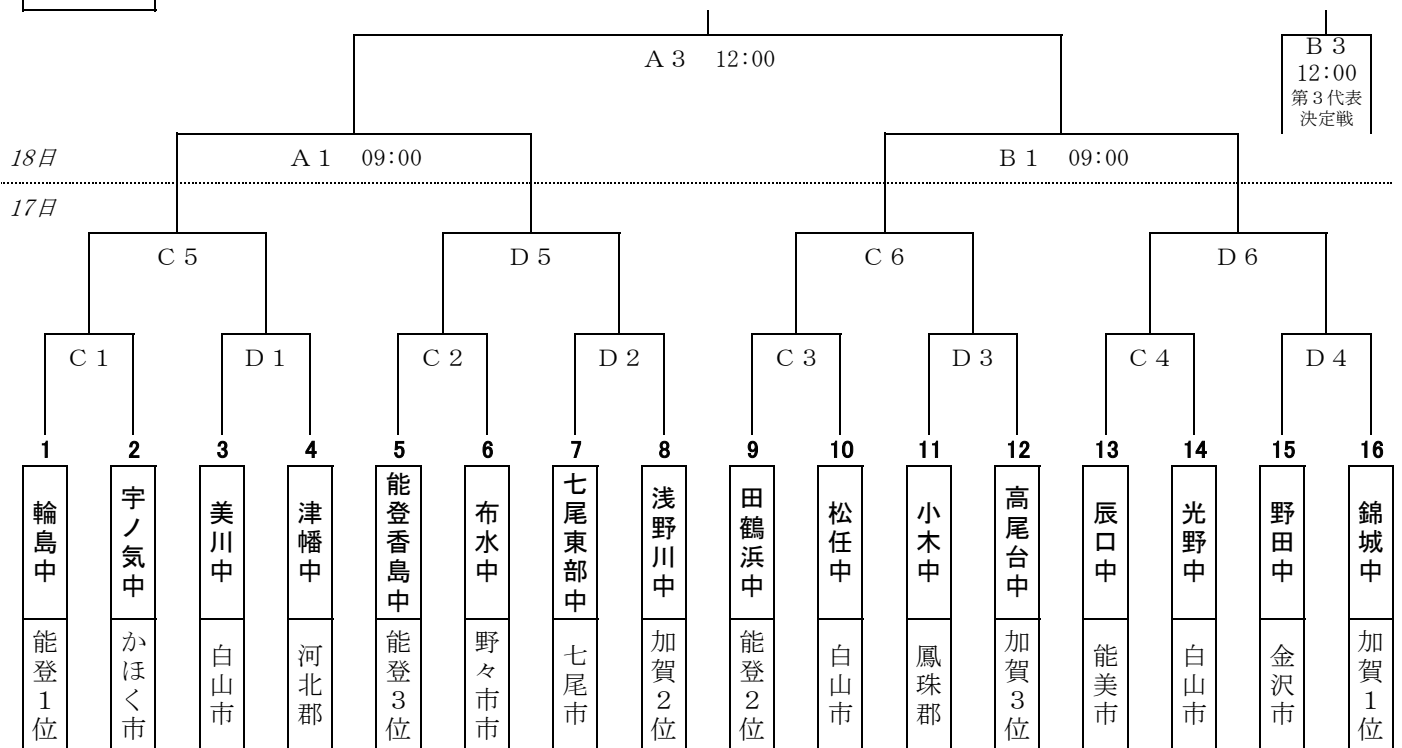 A3 12:00
B3
12:00
第3代表
決定戦
18日
A1 09:00
B1 09:00
17日
C5
D5
C6
D6
C1
D1
C2
D2
C3
D3
C4
D4
1
2
3
4
5
6
7
8
9
10
11
12
13
14
15
16
輪島中
宇ノ気中
美川中
津幡中
能登香島中
布水中
七尾東部中
浅野川中
田鶴浜中
松任中
小木中
高尾台中
辰口中
光野中
野田中
錦城中
能登1位
かほく市
白山市
河北郡
能登3位
野々市市
七尾市
加賀2位
能登2位
白山市
鳳珠郡
加賀3位
能美市
白山市
金沢市
加賀1位